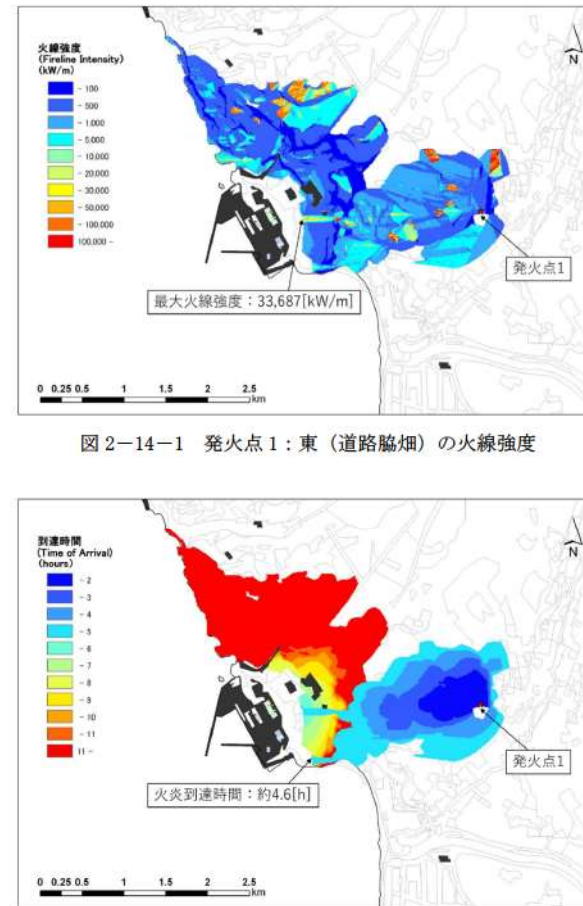 火線強度
(Fireline Intensity)
(kW/m)
- 100
- 500
- 1,000
- 5,000
- 10,000
- 20,000
- 30,000
- 50,000
- 100,000
100,000 -
N
発火点1
最大火線強度：33,687[kW/m]
0 0.25 0.5 1 1.5 2 2.5
km
図 2－14－1 発火点 1：東（道路脇畑）の火線強度
到達時間
(Time of Arrival)
(hours)
- 2
- 3
- 4
- 5
- 6
- 7
- 8
- 9
- 10
- 11
11 -
N
発火点1
火炎到達時間：約4.6[h]
0 0.25 0.5 1 1.5 2 2.5
km